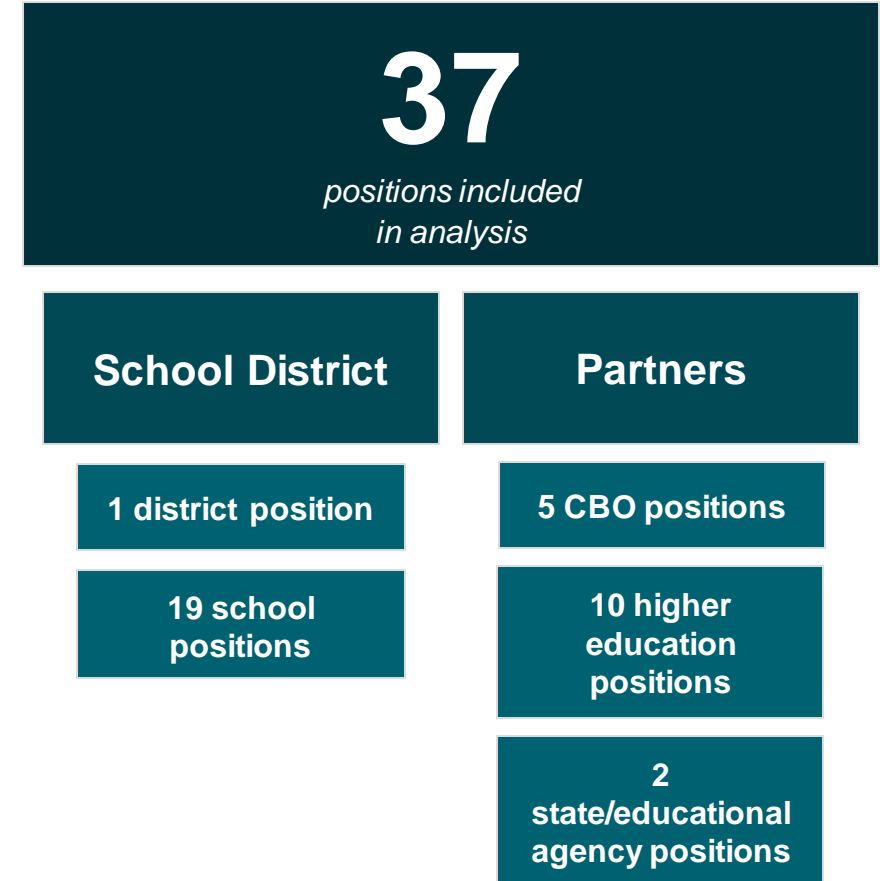 37
positions included
in analysis
School District
Partners
1 district position
19 school
positions
5 CBO positions
10 higher
education
positions
2
state/educational
agency positions